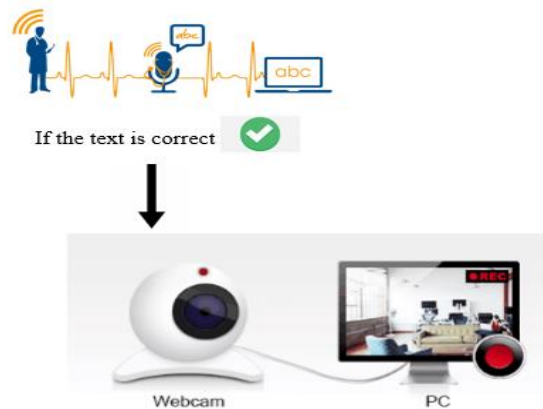 abc
abc
If the text is correct
REC
Webcam
PC